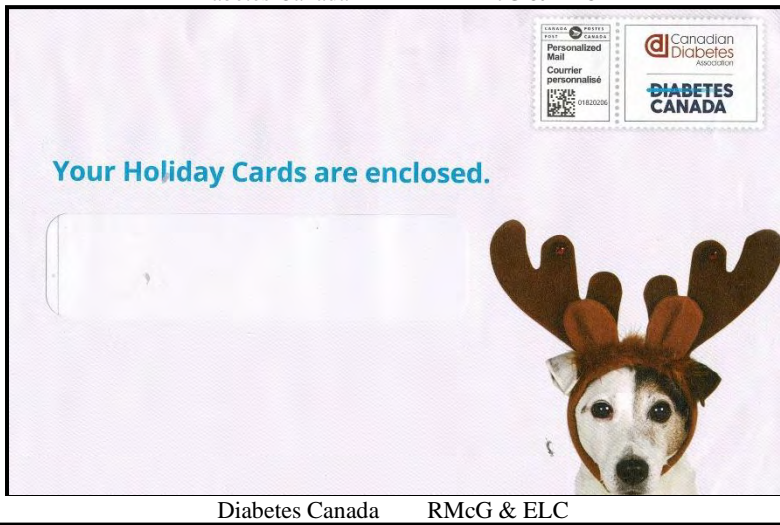 CANADA POSTES
POST CANADA
Personalized
Mail
Courrier
personnalisé
01820206
Canadian
Diabetes
Association
DIABETES
CANADA
Your Holiday Cards are enclosed.
Diabetes Canada RMcG & ELC